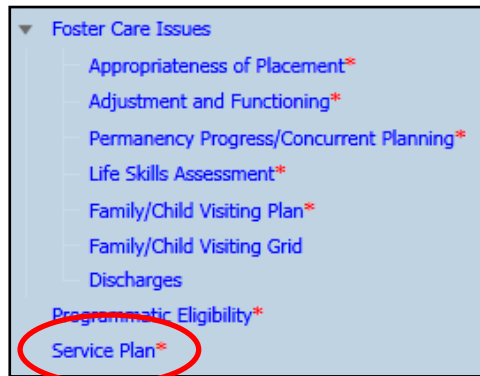 Foster Care Issues
Appropriateness of Placement*
Adjustment and Functioning*
Permanency Progress/Concurrent Planning*
Life Skills Assessment*
Family/Child Visiting Plan*
Family/Child Visiting Grid
Discharges
Programmatic Eligibility*
Service Plan*